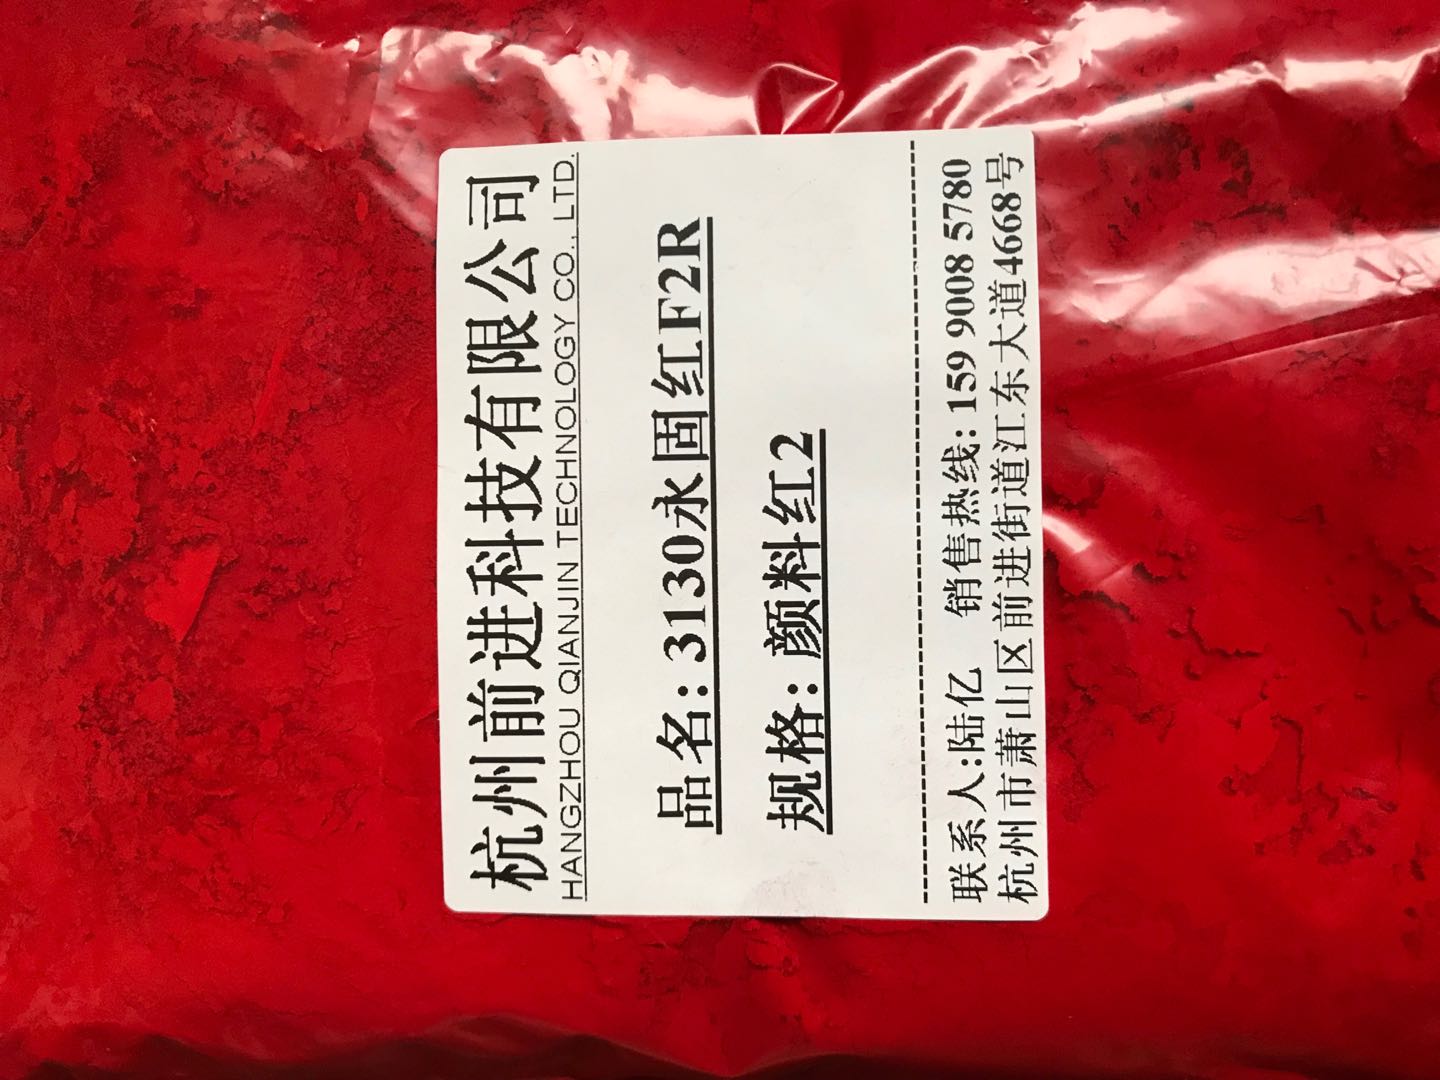 杭州前进科技有限公司
HANGZHOU QIANJIN TECHNOLOGY CO.,LTD.
品名:3130永固红F2R
规格:颜料红2
联系人:陆亿 销售热线:159 9008 5780
杭州市萧山区前进街道江东大道4668号